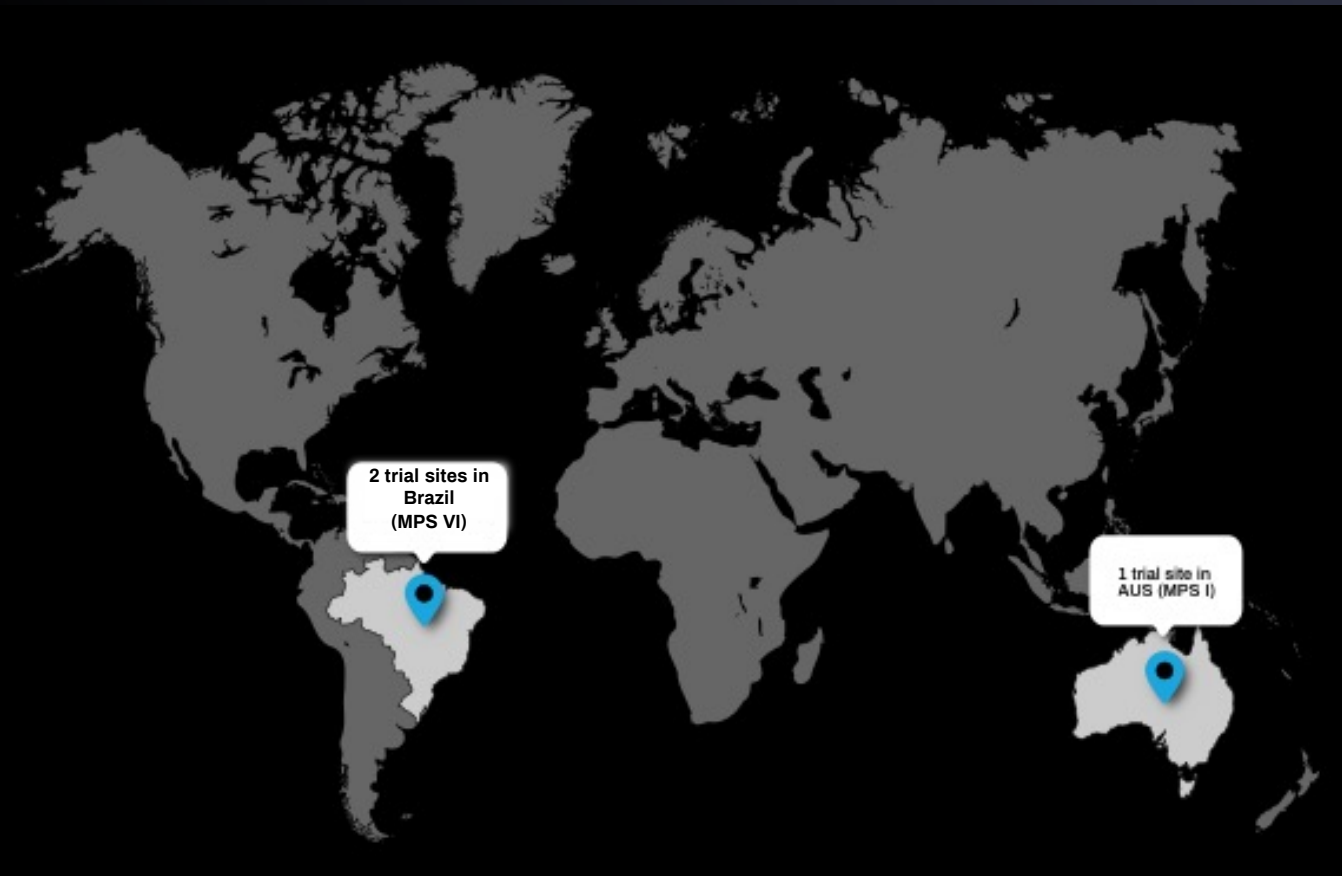 2 trial sites in
Brazil
(MPS VI)
1 trial site in
AUS (MPS I)